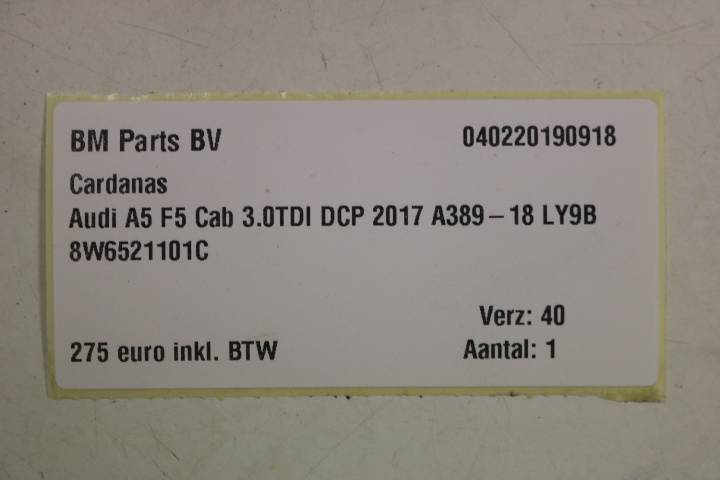 BM Parts BV 040220190918
Cardanas
Audi A5 F5 Cab 3.0TDI DCP 2017 A389-18 LY9B
8W6521101C
Verz: 40
275 euro inkl. BTW Aantal: 1